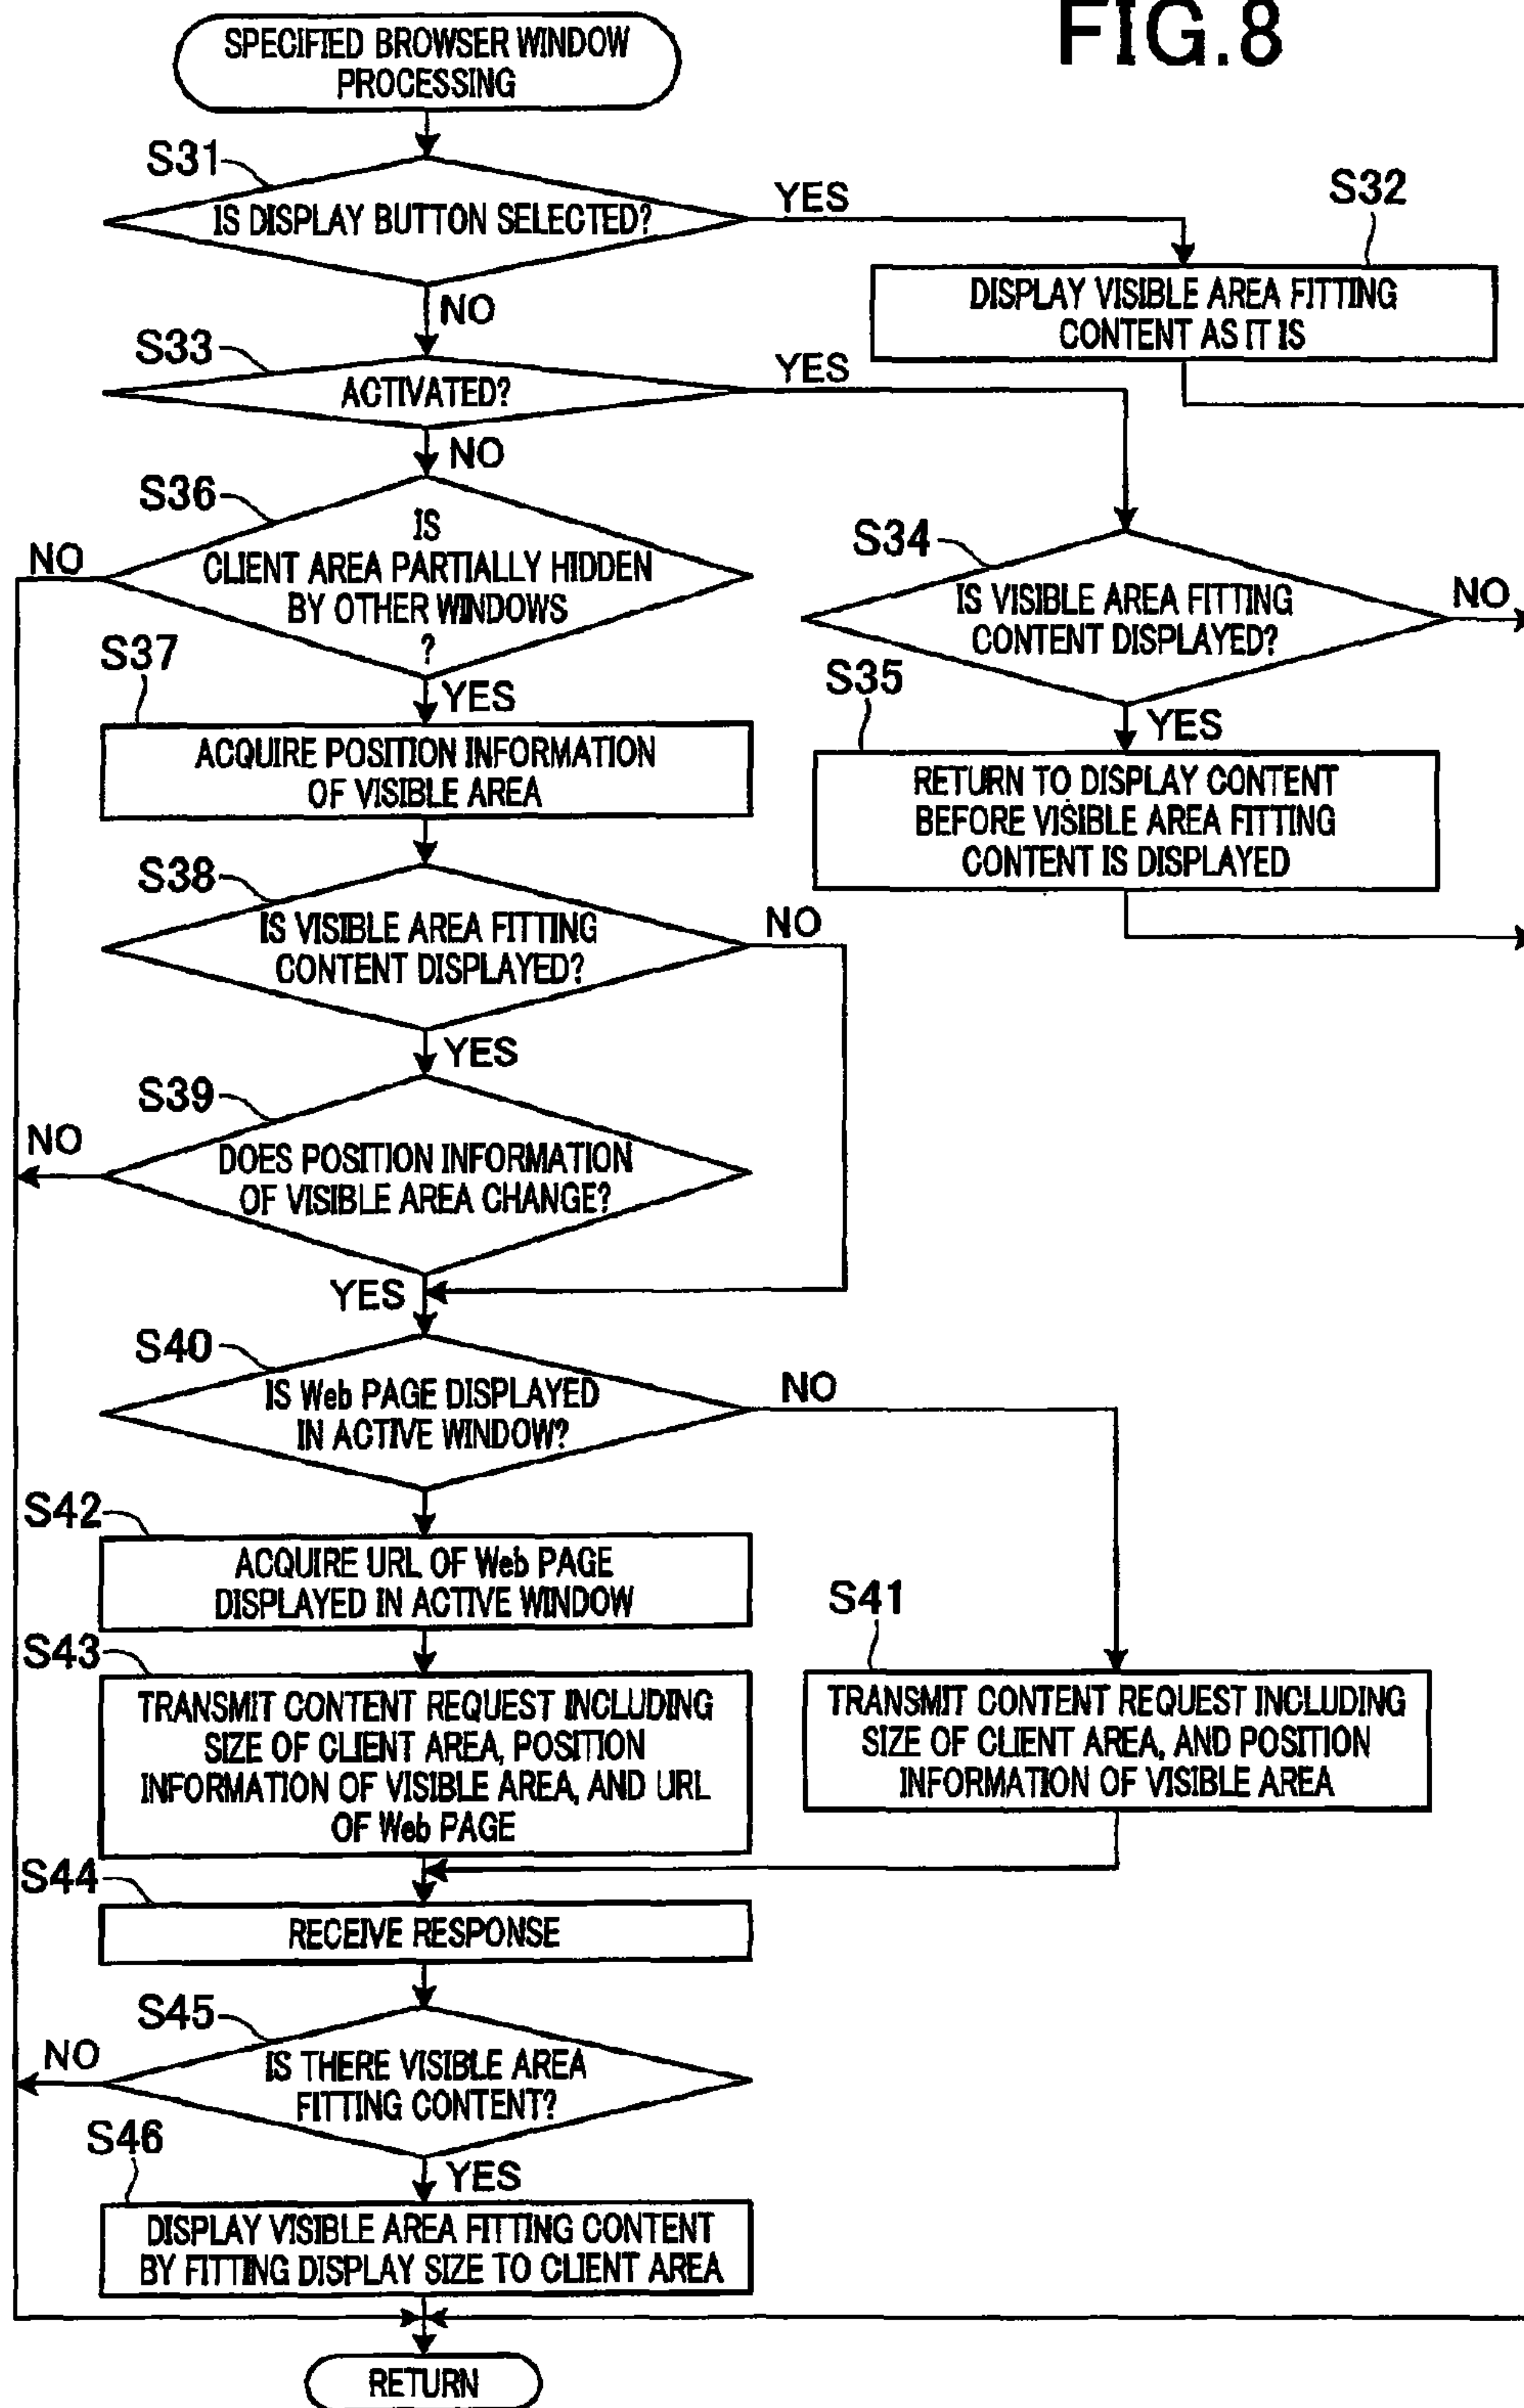 FIG.8
SPECIFIED BROWSER WINDOW
PROCESSING
S31
IS DISPLAY BUTTON SELECTED?
YES
NO
S32
DISPLAY VISIBLE AREA FITTING
CONTENT AS IT IS
S33
ACTIVATED?
YES
NO
S34
IS VISIBLE AREA FITTING
CONTENT DISPLAYED?
NO
YES
S35
RETURN TO DISPLAY CONTENT
BEFORE VISIBLE AREA FITTING
CONTENT IS DISPLAYED
S36
IS
CLIENT AREA PARTIALLY HIDDEN
BY OTHER WINDOWS
?
NO
YES
S37
ACQUIRE POSITION INFORMATION
OF VISIBLE AREA
S38
IS VISIBLE AREA FITTING
CONTENT DISPLAYED?
NO
YES
S39
DOES POSITION INFORMATION
OF VISIBLE AREA CHANGE?
NO
YES
S40
IS Web PAGE DISPLAYED
IN ACTIVE WINDOW?
NO
S42
ACQUIRE URL OF Web PAGE
DISPLAYED IN ACTIVE WINDOW
S43
TRANSMIT CONTENT REQUEST INCLUDING
SIZE OF CLIENT AREA, POSITION
INFORMATION OF VISIBLE AREA, AND URL
OF Web PAGE
S41
TRANSMIT CONTENT REQUEST INCLUDING
SIZE OF CLIENT AREA, AND POSITION
INFORMATION OF VISIBLE AREA
S44
RECEIVE RESPONSE
S45
IS THERE VISIBLE AREA
FITTING CONTENT?
NO
YES
S46
DISPLAY VISIBLE AREA FITTING CONTENT
BY FITTING DISPLAY SIZE TO CLIENT AREA
RETURN